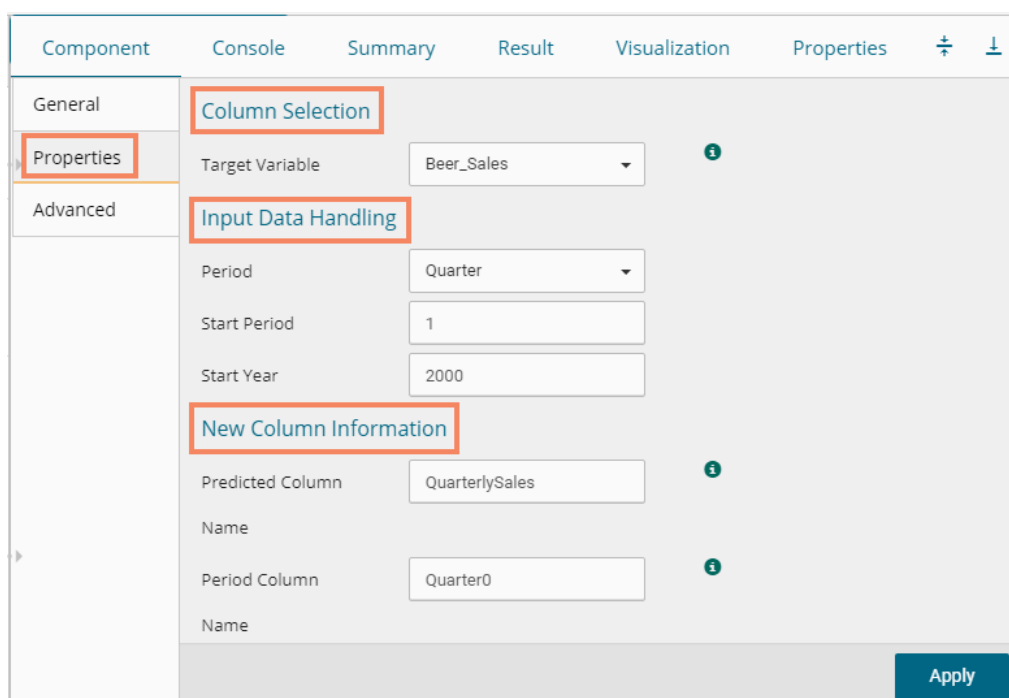 Component Console Summary Result Visualization Properties
General
Properties
Advanced
Column Selection
Target Variable Beer_Sales
Input Data Handling
Period Quarter
Start Period 1
Start Year 2000
New Column Information
Predicted Column QuarterlySales
Name
Period Column Quarter0
Name
Apply